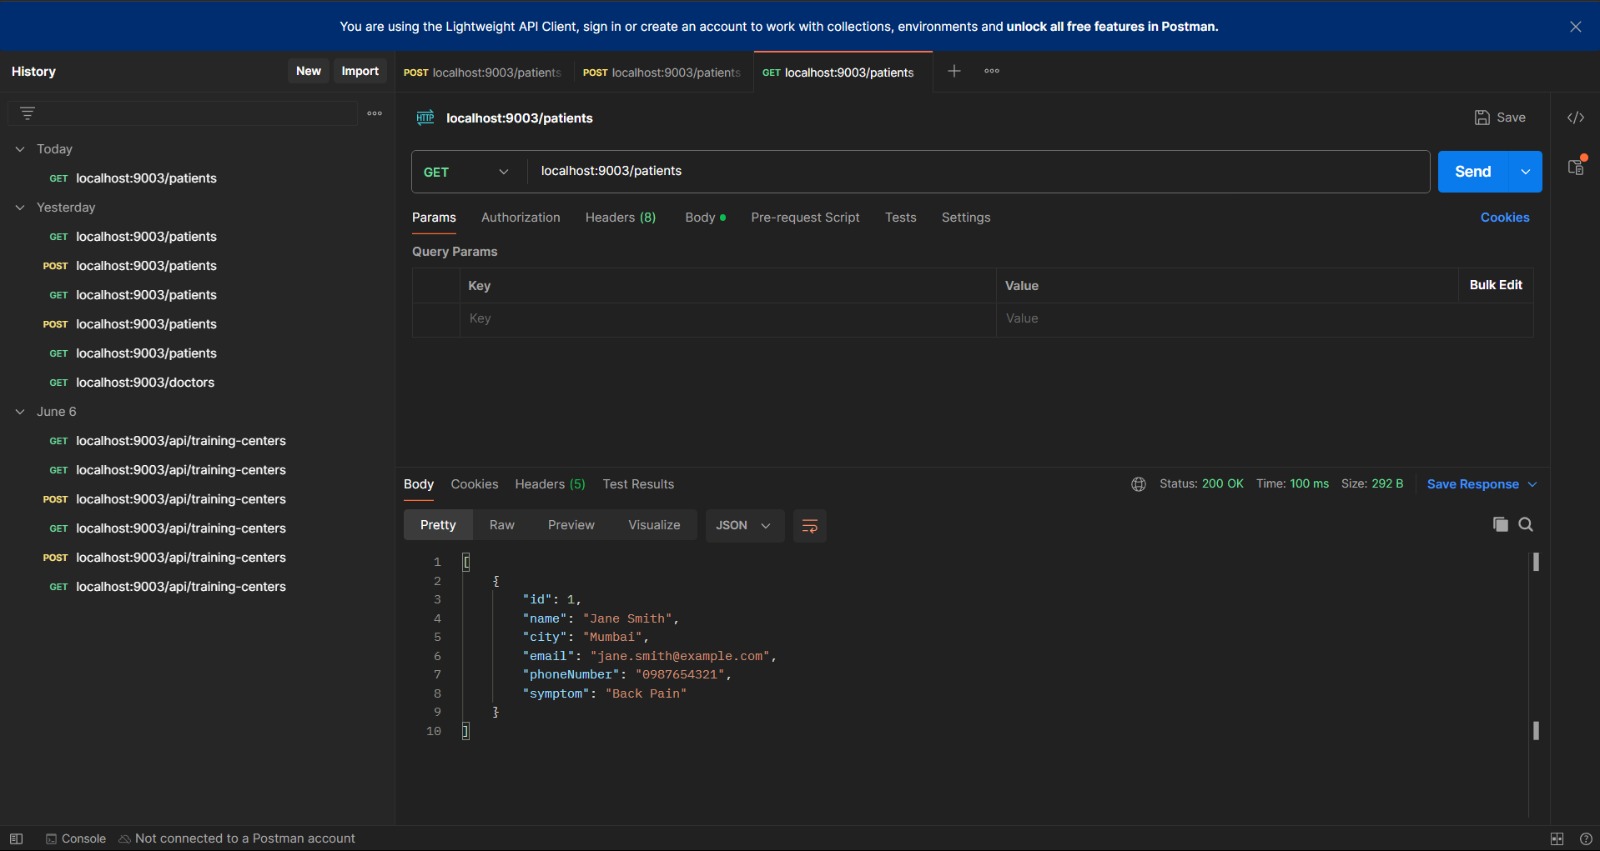 You are using the Lightweight API Client, sign in or create an account to work with collections, environments and unlock all free features in Postman.
History
New
Import
POST localhost:9003/patients
POST localhost:9003/patients
GET localhost:9003/patients
HTTP localhost:9003/patients
Save
Today
GET localhost:9003/patients
Yesterday
GET localhost:9003/patients
POST localhost:9003/patients
GET localhost:9003/patients
POST localhost:9003/patients
GET localhost:9003/patients
GET localhost:9003/doctors
June 6
GET localhost:9003/api/training-centers
GET localhost:9003/api/training-centers
POST localhost:9003/api/training-centers
GET localhost:9003/api/training-centers
POST localhost:9003/api/training-centers
GET localhost:9003/api/training-centers
GET localhost:9003/patients
Send
Params Authorization Headers (8) Body Pre-request Script Tests Settings Cookies
Query Params
Key Value Bulk Edit
Key Value
Body Cookies Headers (5) Test Results
Status: 200 OK Time: 100 ms Size: 292 B Save Response
Pretty Raw Preview Visualize JSON
1 [
2 {
3 "id": 1,
4 "name": "Jane Smith",
5 "city": "Mumbai",
6 "email": "jane.smith@example.com",
7 "phoneNumber": "0987654321",
8 "symptom": "Back Pain"
9 }
10 ]
Console Not connected to a Postman account